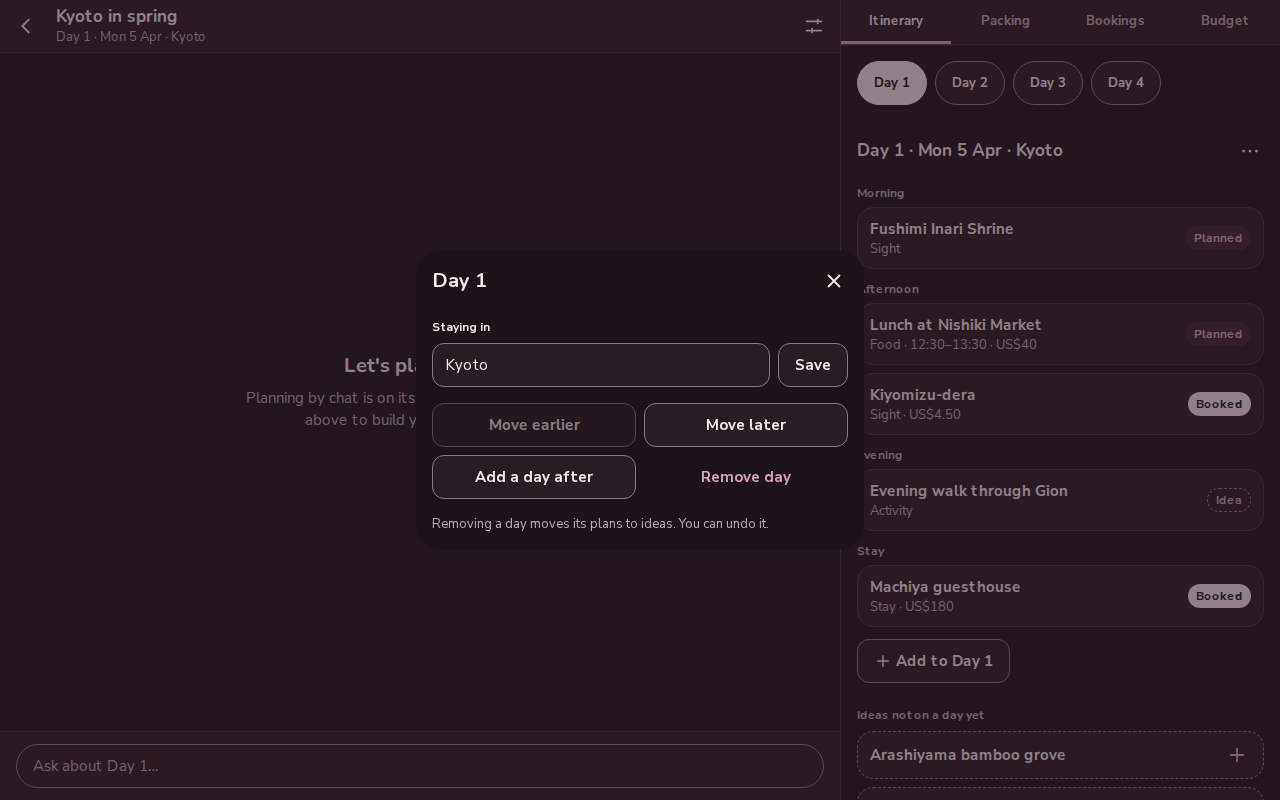 Kyoto in spring
Day 1 · Mon 5 Apr · Kyoto
Itinerary
Packing
Bookings
Budget
Day 1
Day 2
Day 3
Day 4
Day 1 · Mon 5 Apr · Kyoto
Morning
Fushimi Inari Shrine
Sight
Planned
Lunch at Nishiki Market
Food · 12:30–13:30 · US$40
Planned
Kiyomizu-dera
Sight · US$4.50
Booked
Evening walk through Gion
Activity
Idea
Stay
Machiya guesthouse
Stay · US$180
Booked
Add to Day 1
Ideas not on a day yet
Arashiyama bamboo grove
Let's
Planning by chat is on its
above to build
Ask about Day 1...
Day 1
Staying in
Kyoto
Save
Move earlier
Move later
Add a day after
Remove day
Removing a day moves its plans to ideas. You can undo it.